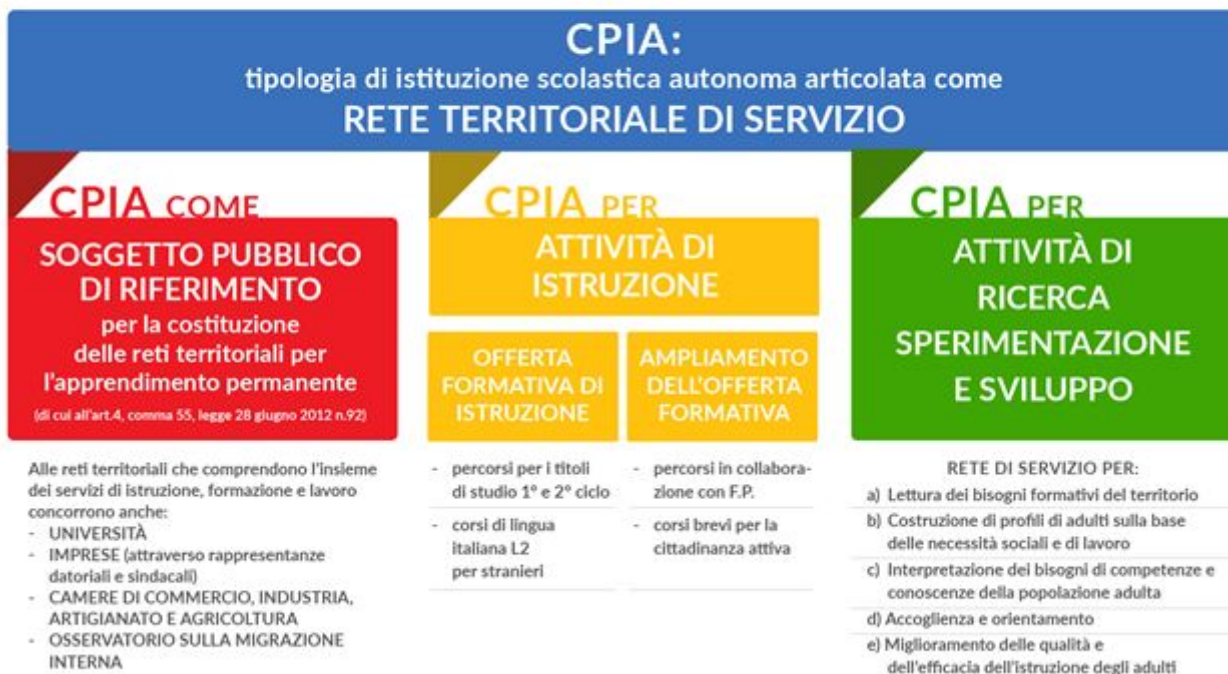 CPIA:
tipologia di istituzione scolastica autonoma articolata come
RETE TERRITORIALE DI SERVIZIO
CPIA COME
SOGGETTO PUBBLICO
DI RIFERIMENTO
per la costituzione
delle reti territoriali per
l'apprendimento permanente
(di cui all'art.4, comma 55, legge 28 giugno 2012 n.92)
Alle reti territoriali che comprendono l'insieme
dei servizi di istruzione, formazione e lavoro
concorrono anche:
- UNIVERSITÀ
- IMPRESE (attraverso rappresentanze
datoriali e sindacali)
- CAMERE DI COMMERCIO, INDUSTRIA,
ARTIGIANATO E AGRICOLTURA
- OSSERVATORIO SULLA MIGRAZIONE
INTERNA
CPIA PER
ATTIVITÀ DI
ISTRUZIONE
OFFERTA
FORMATIVA DI
ISTRUZIONE
- percorsi per i titoli
di studio 1° e 2° ciclo
- corsi di lingua
italiana L2
per stranieri
AMPLIAMENTO
DELL'OFFERTA
FORMATIVA
- percorsi in collabora-
zione con F.P.
- corsi brevi per la
cittadinanza attiva
CPIA PER
ATTIVITÀ DI
RICERCA
SPERIMENTAZIONE
E SVILUPPO
RETE DI SERVIZIO PER:
a) Lettura dei bisogni formativi del territorio
b) Costruzione di profili di adulti sulla base
delle necessità sociali e di lavoro
c) Interpretazione dei bisogni di competenze e
conoscenze della popolazione adulta
d) Accoglienza e orientamento
e) Miglioramento delle qualità e
dell'efficacia dell'istruzione degli adulti